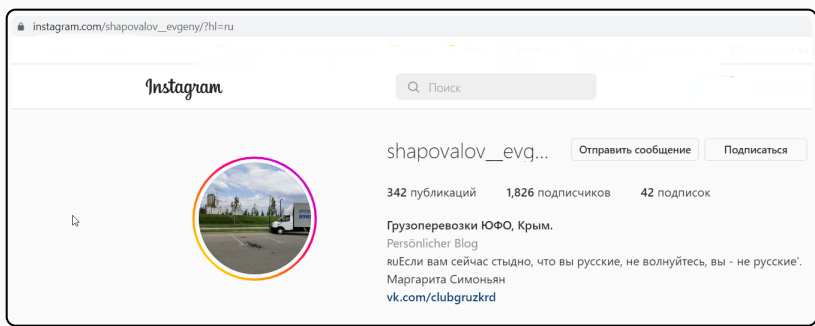 instagram.com/shapovalov__evgeny/?hl=ru
Instagram
Поиск
shapovalov__evg...
Отправить сообщение
Подписаться
342 публикаций 1,826 подписчиков 42 подписок
Грузоперевозки ЮФО, Крым.
Persönlicher Blog
ʀᴜЕсли вам сейчас стыдно, что вы русские, не волнуйтесь, вы - не русские'.
Маргарита Симоньян
vk.com/clubgruzkrd